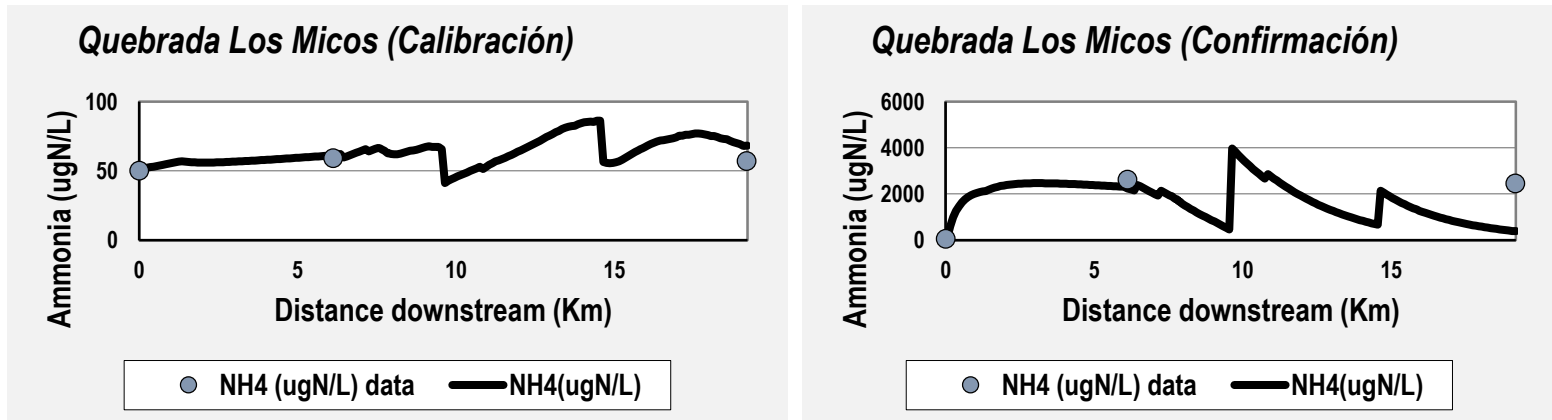 Quebrada Los Micos (Calibración)
Ammonia (ugN/L)
100
50
0
0 5 10 15
Distance downstream (Km)
NH4 (ugN/L) data NH4(ugN/L)
Quebrada Los Micos (Confirmación)
Ammonia (ugN/L)
6000
4000
2000
0
0 5 10 15
Distance downstream (Km)
NH4 (ugN/L) data NH4(ugN/L)